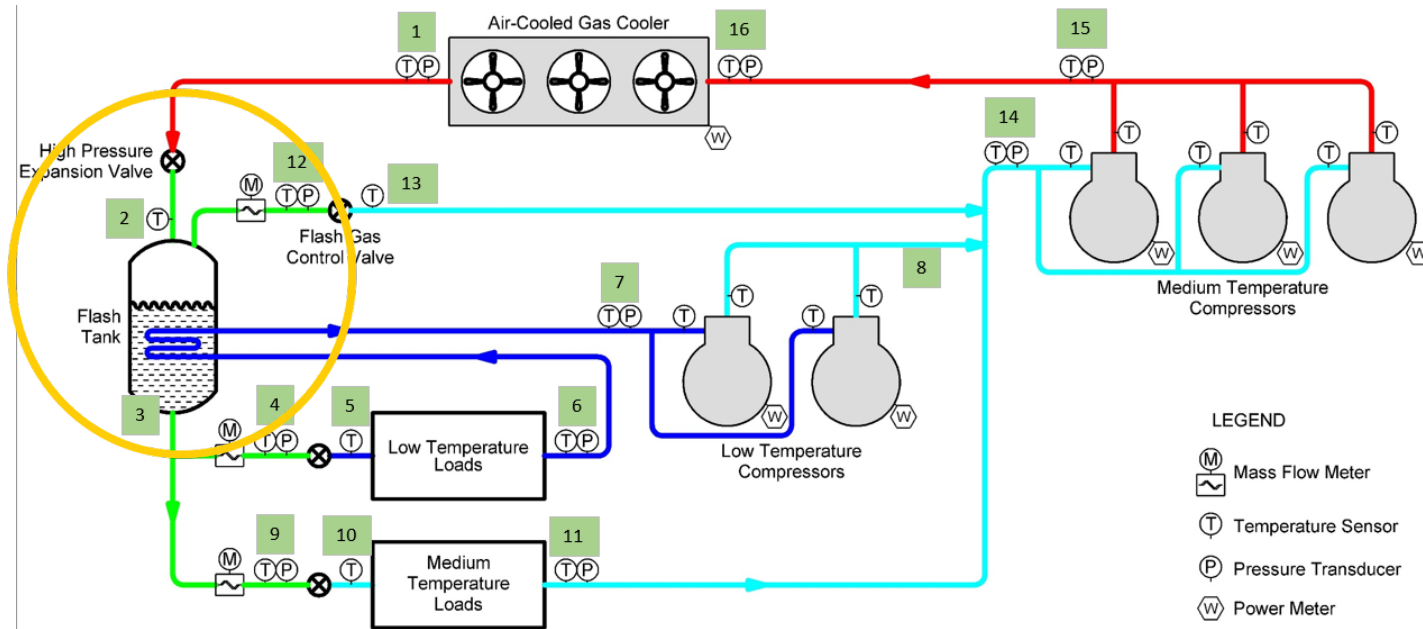 1
Air-Cooled Gas Cooler
16
15
T P
T P
T P
W
14
T P
T
T
T
T
T
T
High Pressure
Expansion Valve
12
13
M
T P
T
2
T
Flash Gas
Control Valve
W
W
W
8
7
T P
T
T
T
T
Medium Temperature
Compressors
Flash
Tank
3
4
5
6
M
T P
T
T P
W
W
Low Temperature
Loads
Low Temperature
Compressors
9
10
11
M
T P
T
T P
Medium
Temperature
Loads
LEGEND
M Mass Flow Meter
T Temperature Sensor
P Pressure Transducer
W Power Meter